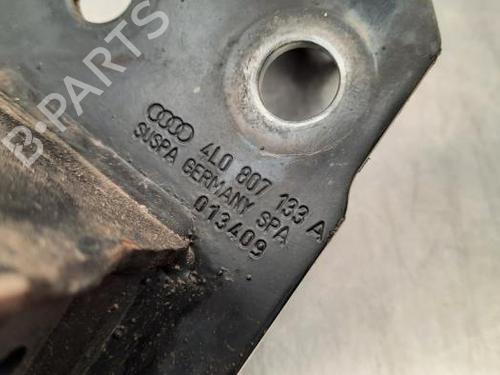 B-PARTS
4L0 807 133 A
SUSPA GERMANY SPA
013409